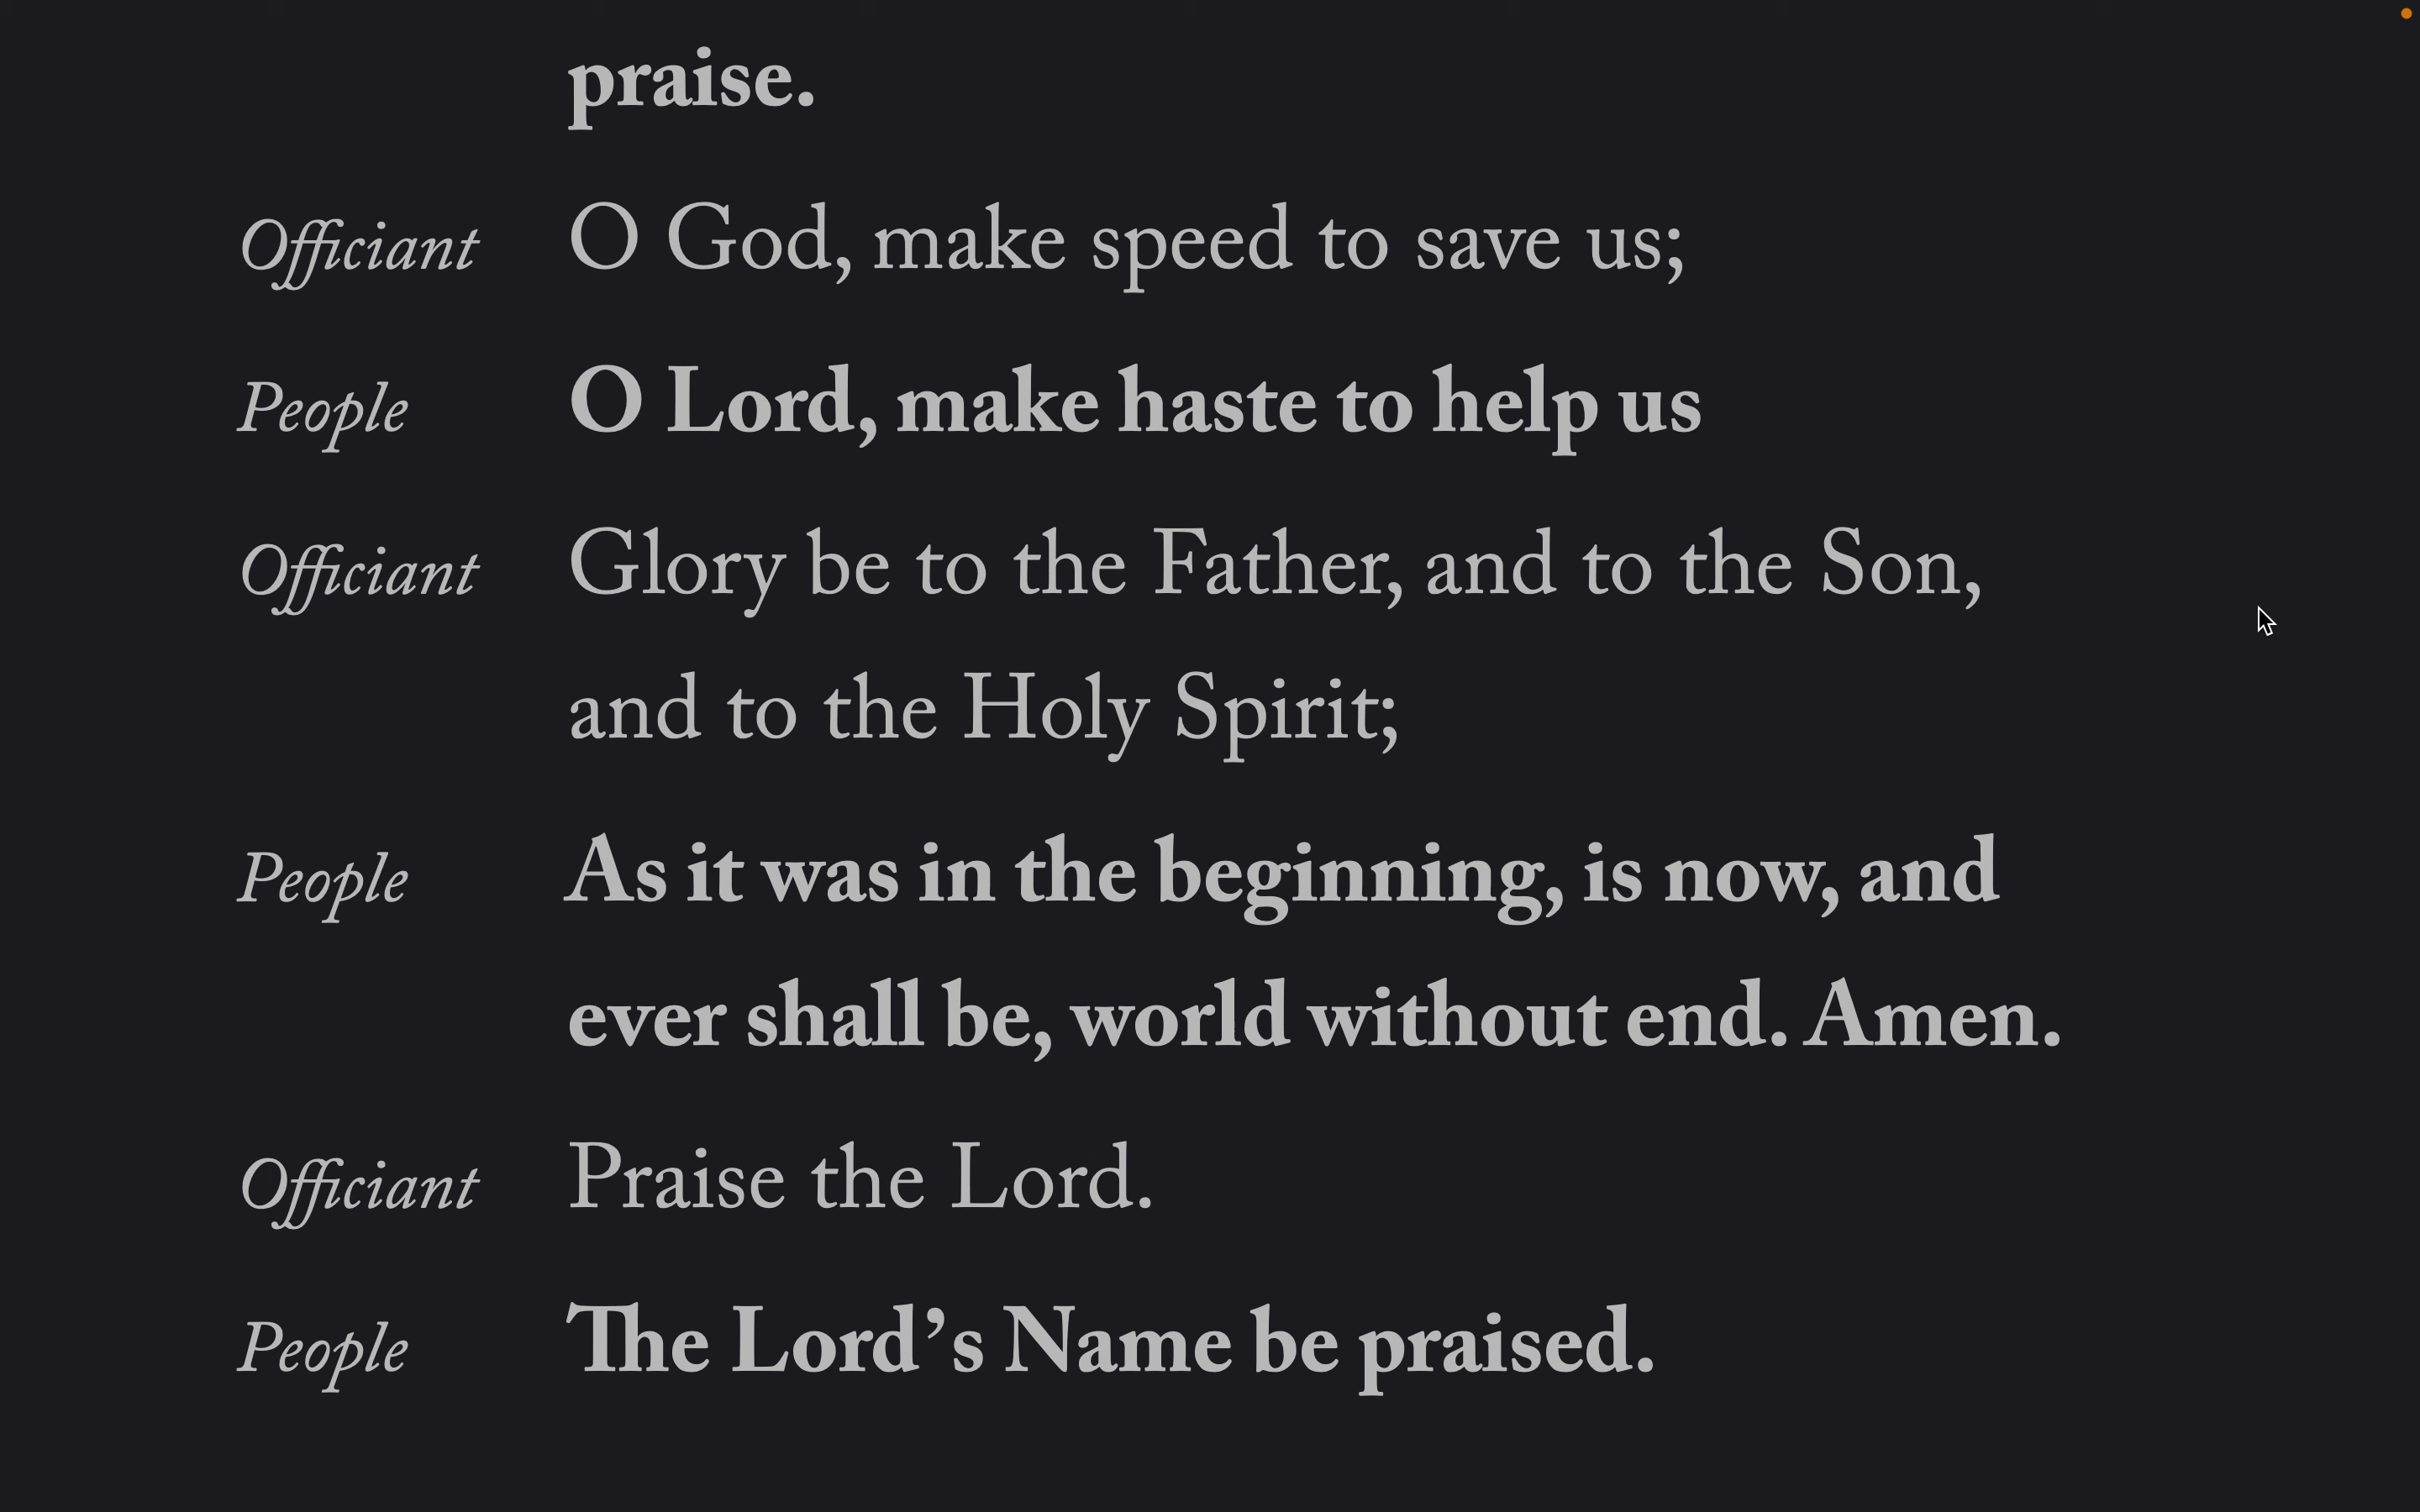 praise.
Officiant O God, make speed to save us;
People O Lord, make haste to help us
Officiant Glory be to the Father, and to the Son,
and to the Holy Spirit;
People As it was in the beginning, is now, and
ever shall be, world without end. Amen.
Officiant Praise the Lord.
People The Lord’s Name be praised.